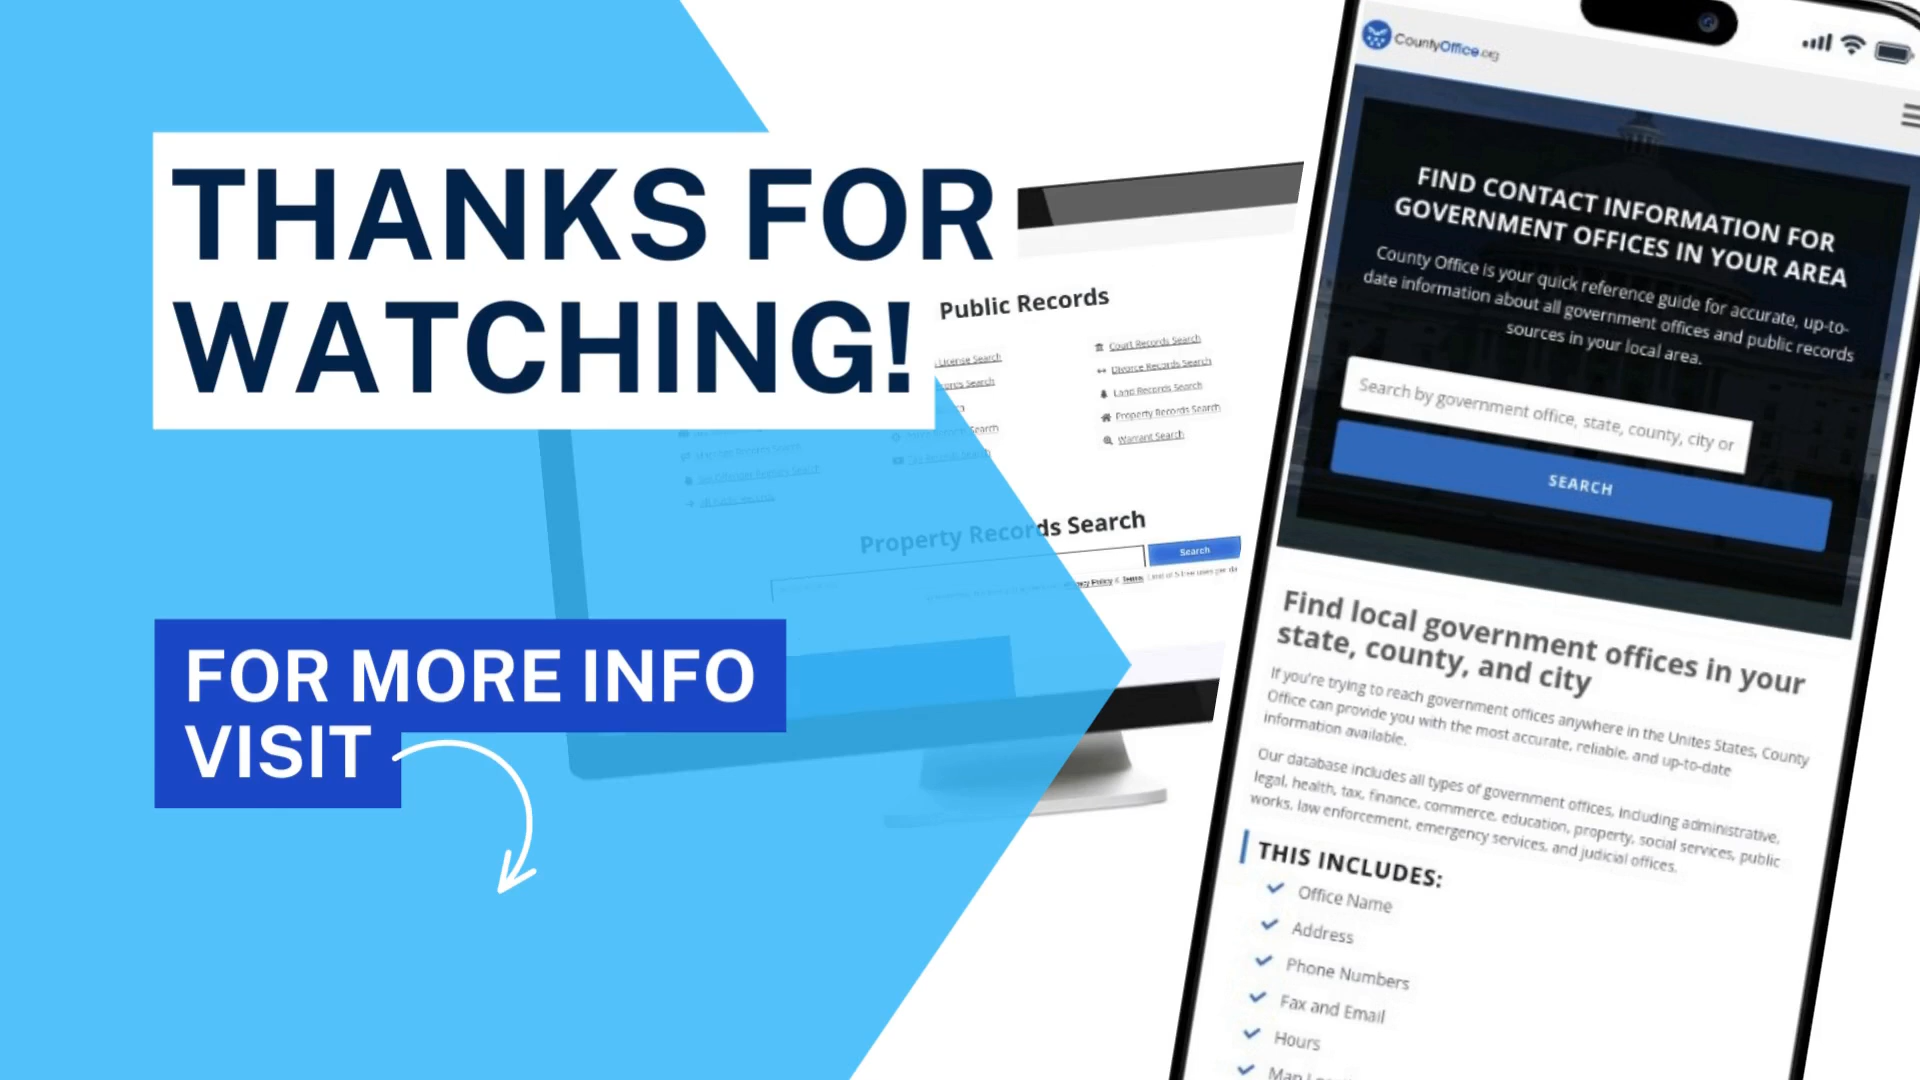 THANKS FOR
WATCHING!
FOR MORE INFO
VISIT
Public Records
License Search
Search
Search
Court Records Search
Divorce Records Search
Land Records Search
Property Records Search
Warrant Search
Property Records Search
Search
Policy & Terms
CountyOffice.org
FIND CONTACT INFORMATION FOR
GOVERNMENT OFFICES IN YOUR AREA
County Office is your quick reference guide for accurate, up-to-
date information about all government offices and public records
sources in your local area.
Search by government office, state, county, city or
SEARCH
Find local government offices in your
state, county, and city
If you're trying to reach government offices anywhere in the Unites States, County
Office can provide you with the most accurate, reliable, and up-to-date
information available.
Our database includes all types of government offices, including administrative,
legal, health, tax, finance, commerce, education, property, social services, public
works, law enforcement, emergency services, and judicial offices.
THIS INCLUDES:
Office Name
Address
Phone Numbers
Fax and Email
Hours
Map